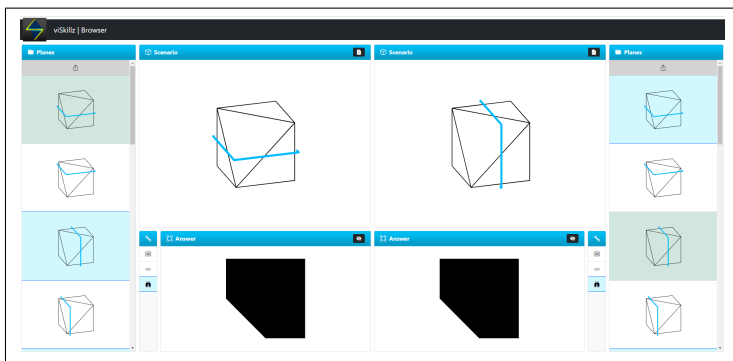 viSkillz | Browser
Planes
Scenario
Scenario
Planes
Answer
Answer